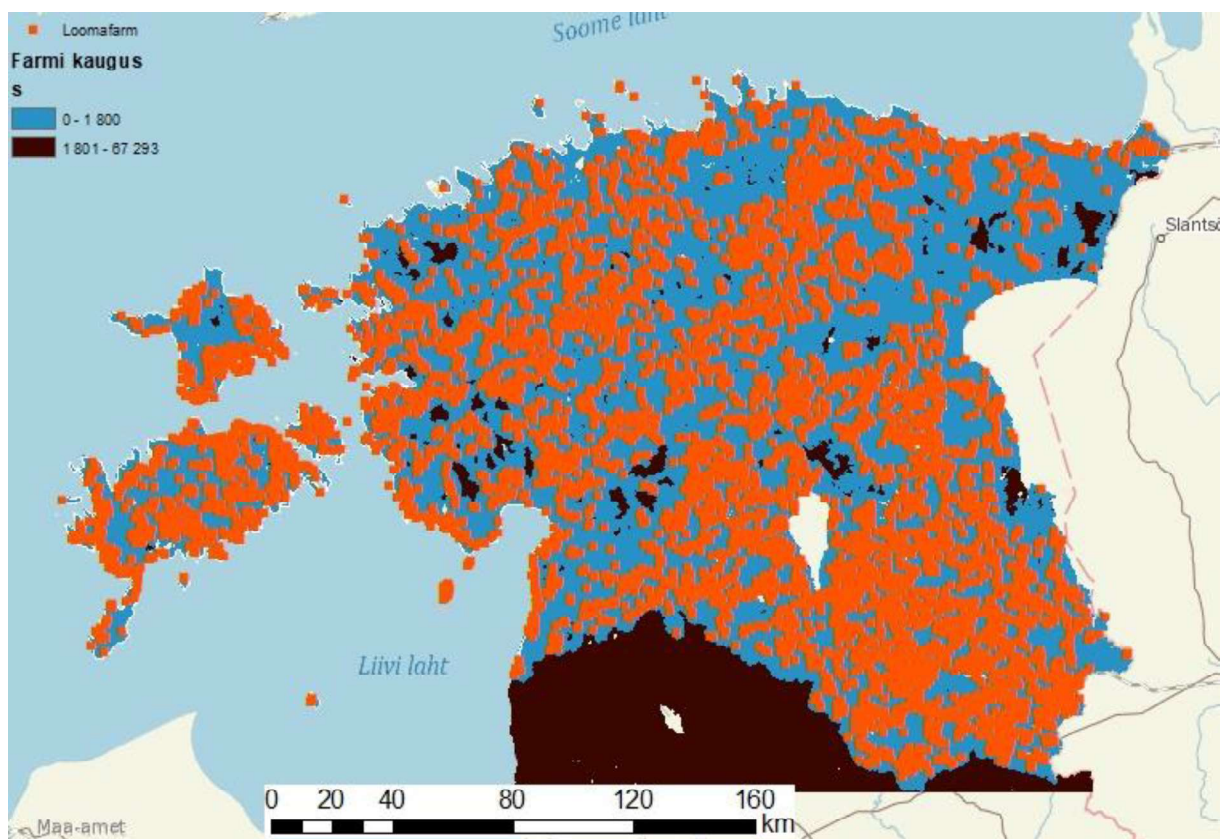 Loomafarm
Farmi kaugus
s
0 - 1 800
1 801 - 67 293
Soome laht
Slantsõ
Liivi laht
0 20 40 80 120 160
km
Maa-amet